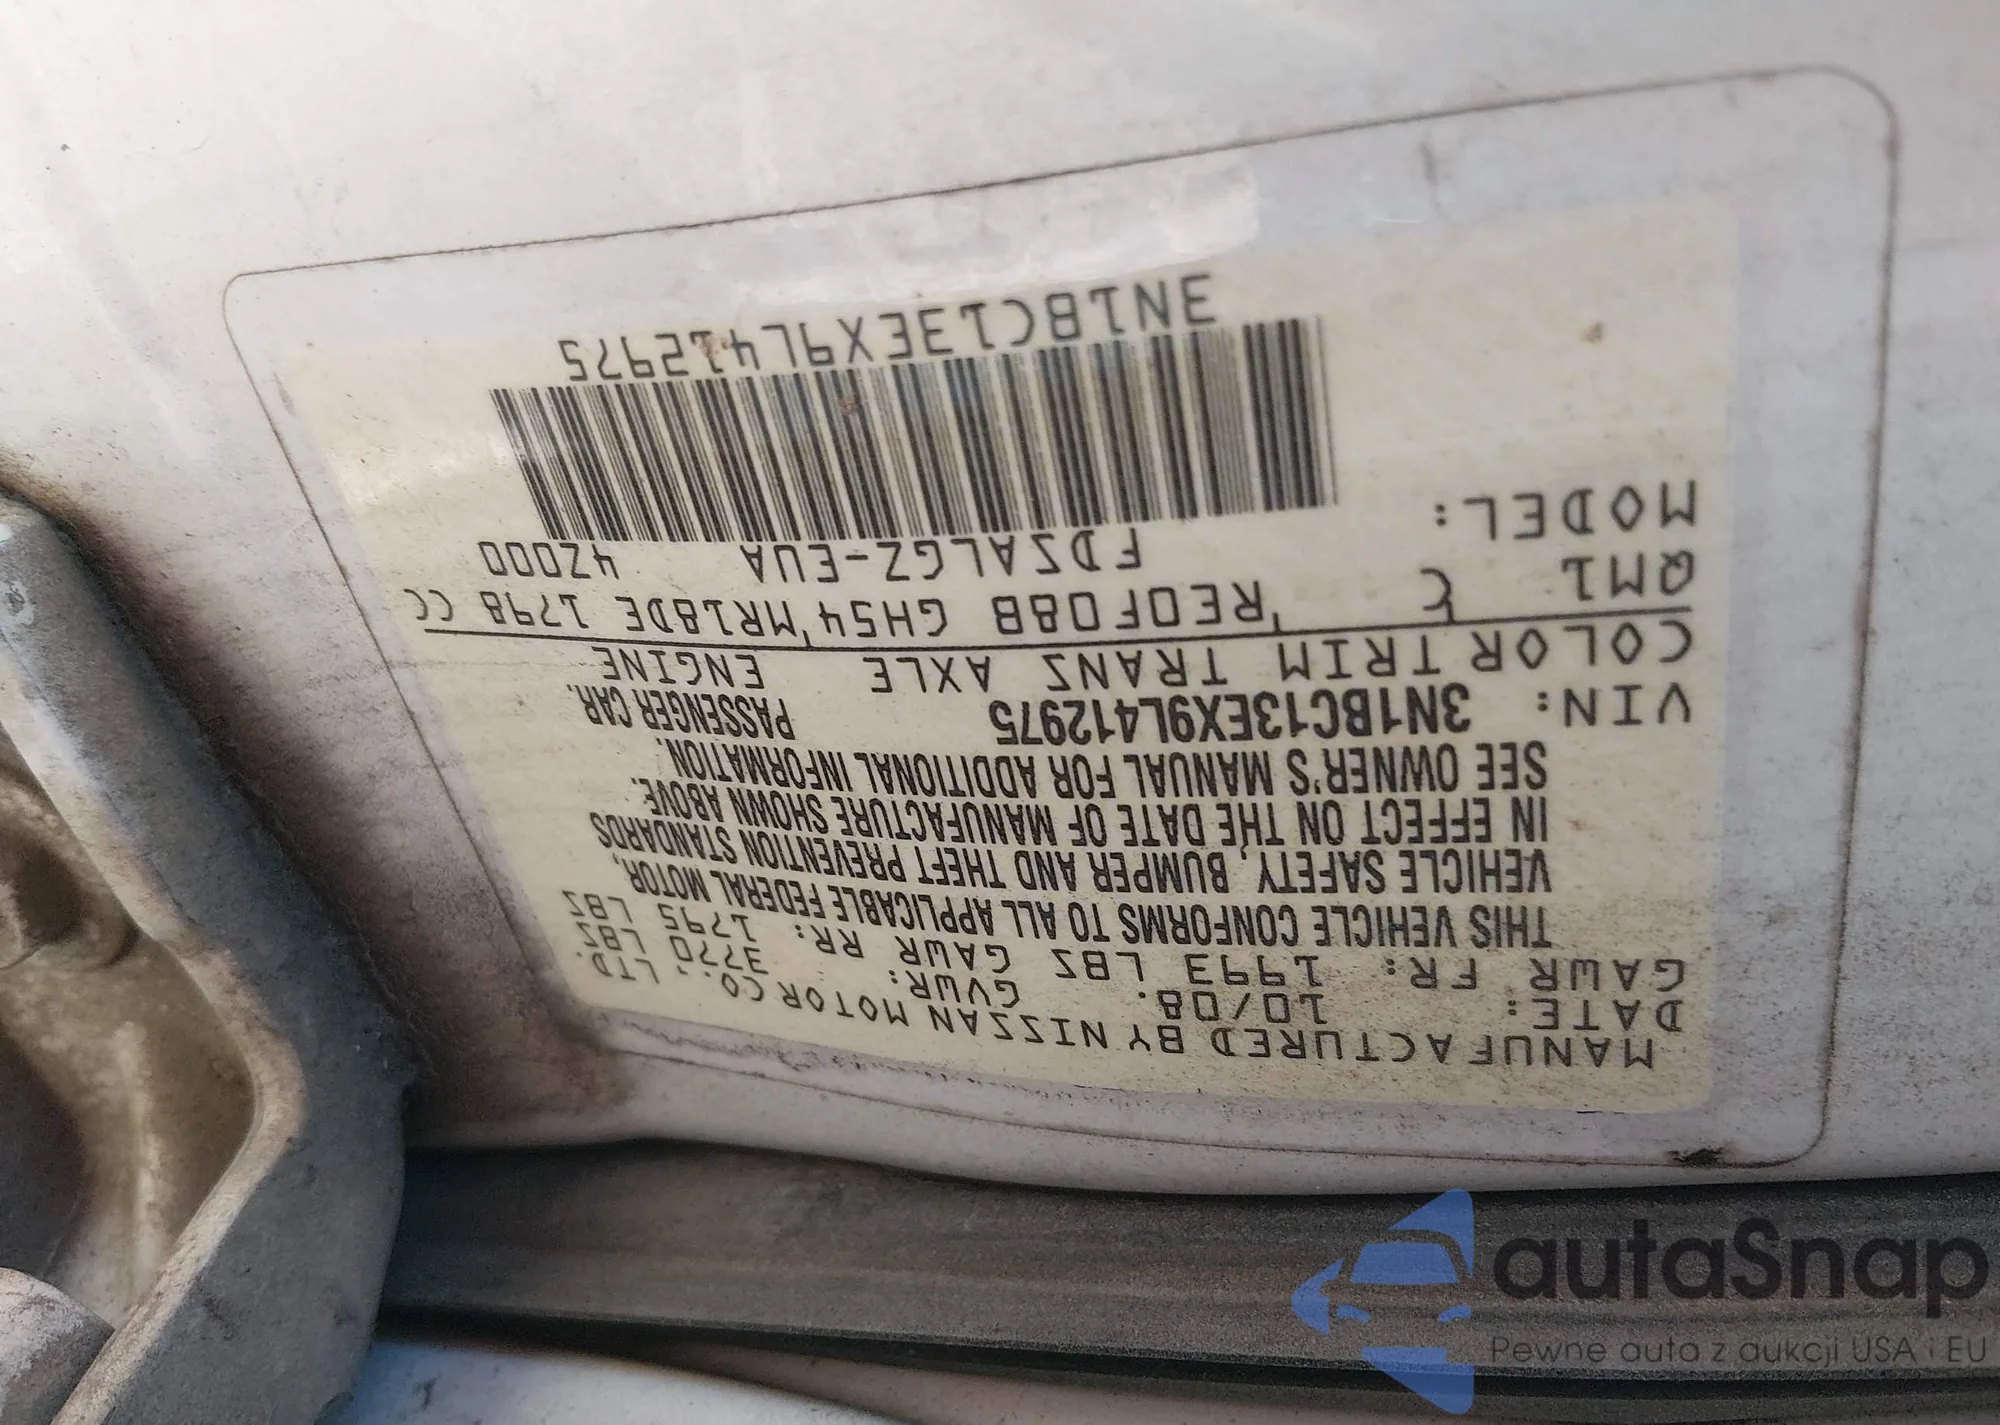 MANUFACTURED BY NISSAN MOTOR CO., LTD.
DATE: 10/08. GVWR: 3770 LBS
GAWR FR: 1993 LBS GAWR RR: 1795 LBS
THIS VEHICLE CONFORMS TO ALL APPLICABLE FEDERAL MOTOR,
VEHICLE SAFETY, BUMPER AND THEFT PREVENTION STANDARDS
IN EFFECT ON THE DATE OF MANUFACTURE SHOWN ABOVE.
SEE OWNER'S MANUAL FOR ADDITIONAL INFORMATION.
VIN: 3N1BC13EX9L412975 PASSENGER CAR.
COLOR TRIM TRANS AXLE ENGINE
QM1 REOF08B GH54 MR18DE 1798 CC
MODEL: FDSALGZ-EUA 4Z000
3N1BC13EX9L412975
autaSnap
Pewne auta z aukcji USA i EU